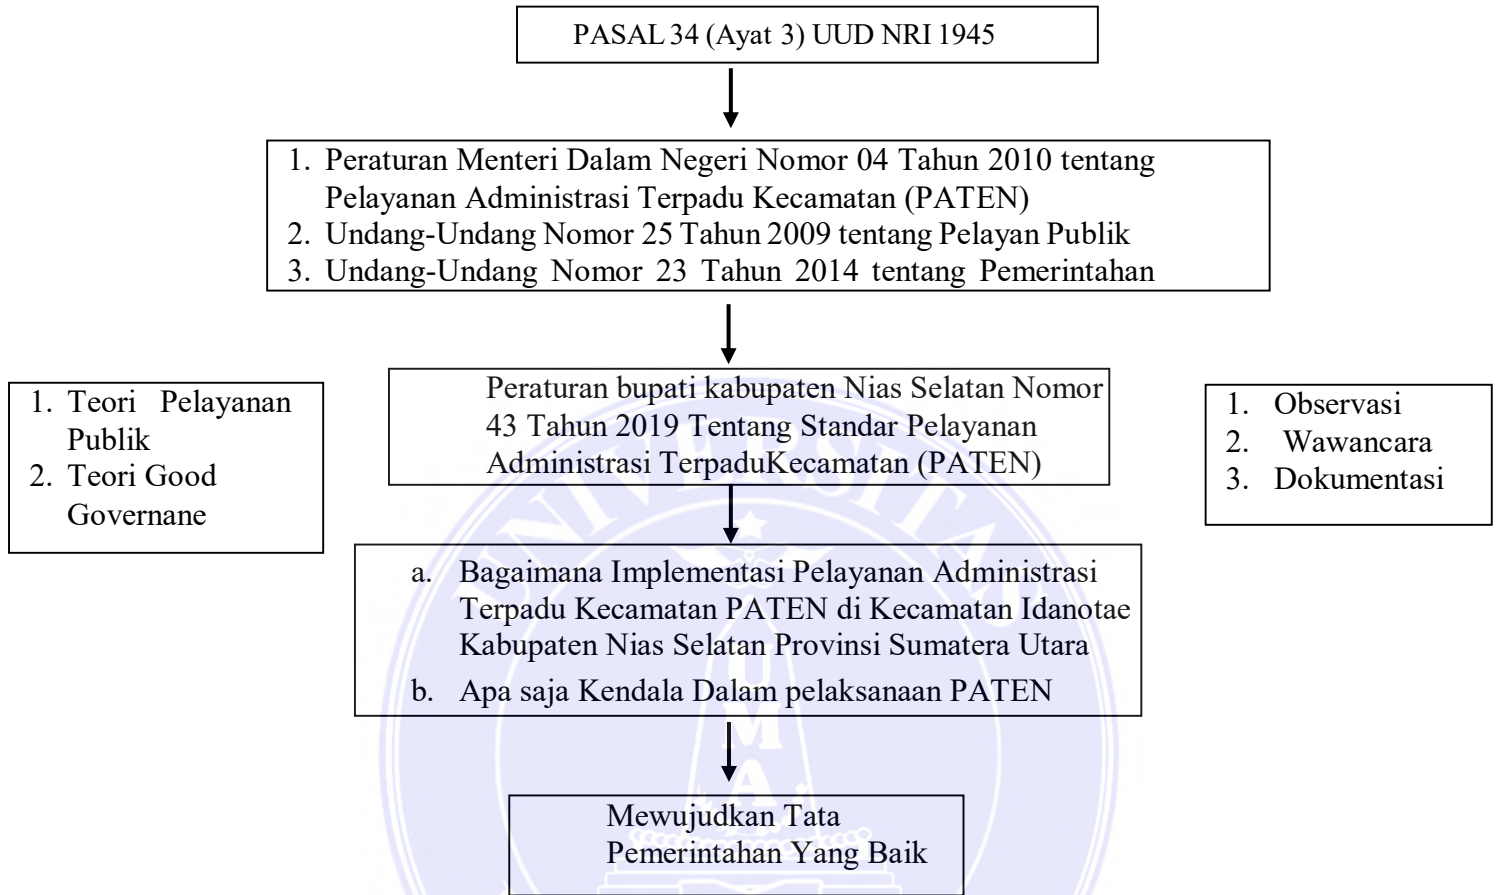 PASAL 34 (Ayat 3) UUD NRI 1945
1. Peraturan Menteri Dalam Negeri Nomor 04 Tahun 2010 tentang
Pelayanan Administrasi Terpadu Kecamatan (PATEN)
2. Undang-Undang Nomor 25 Tahun 2009 tentang Pelayan Publik
3. Undang-Undang Nomor 23 Tahun 2014 tentang Pemerintahan
1. Teori Pelayanan
Publik
2. Teori Good
Governane
Peraturan bupati kabupaten Nias Selatan Nomor
43 Tahun 2019 Tentang Standar Pelayanan
Administrasi TerpaduKecamatan (PATEN)
1. Observasi
2. Wawancara
3. Dokumentasi
a. Bagaimana Implementasi Pelayanan Administrasi
Terpadu Kecamatan PATEN di Kecamatan Idanotae
Kabupaten Nias Selatan Provinsi Sumatera Utara
b. Apa saja Kendala Dalam pelaksanaan PATEN
Mewujudkan Tata
Pemerintahan Yang Baik
UNIVERSITAS
UMA